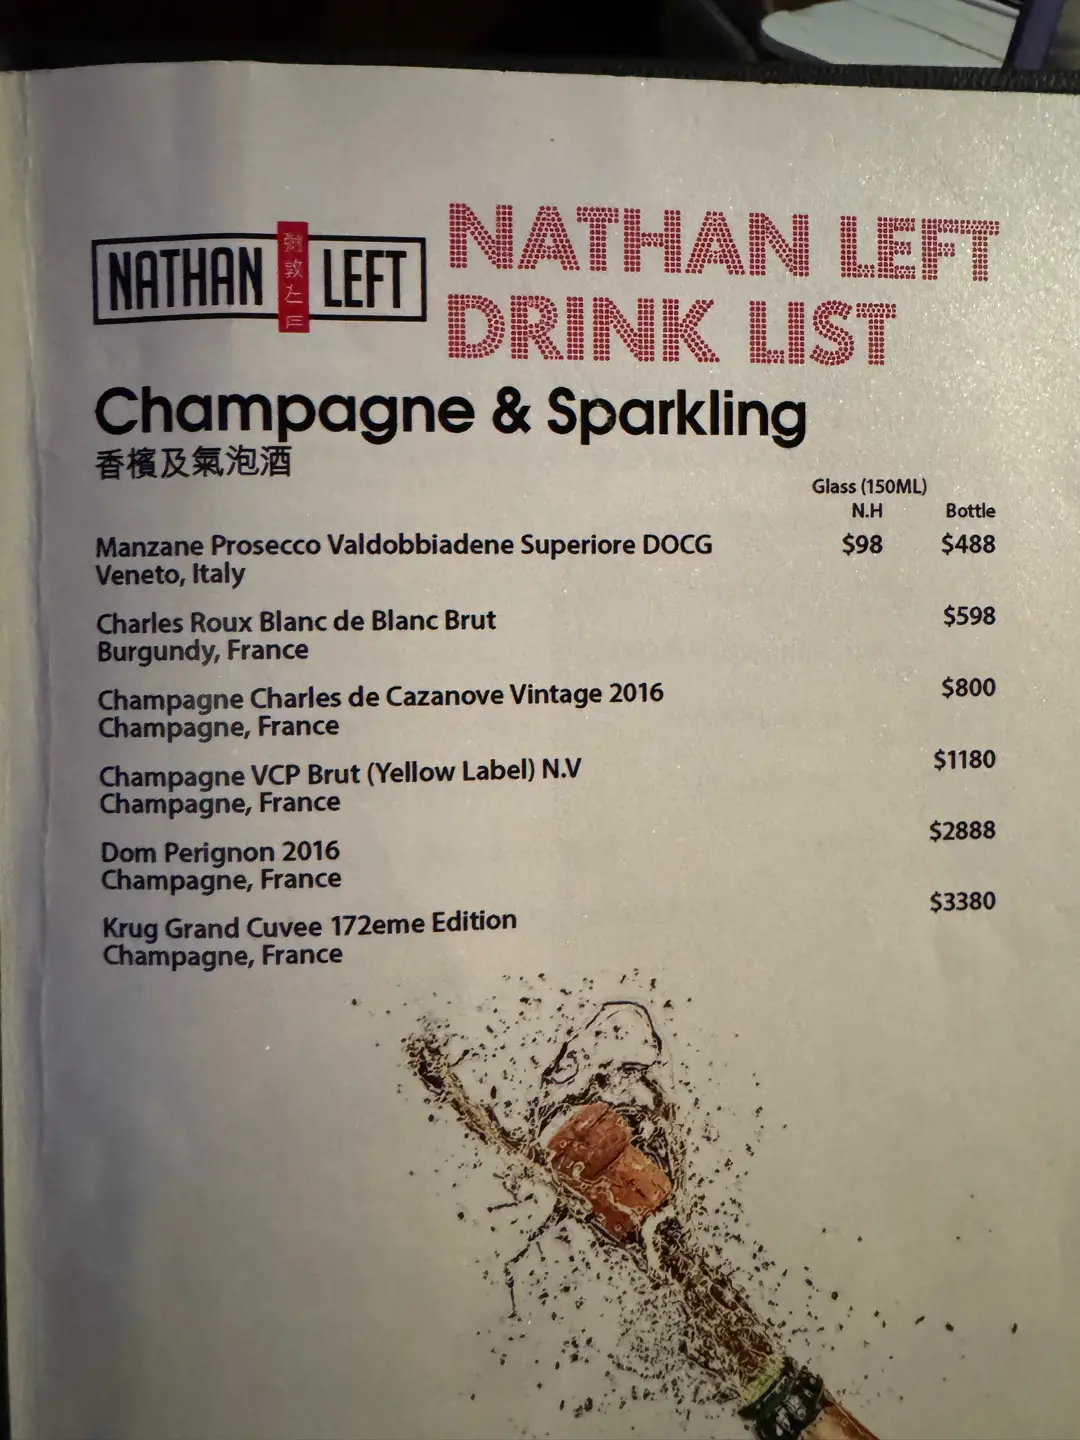 NATHAN LEFT
NATHAN LEFT
DRINK LIST
Champagne & Sparkling
香檳及氣泡酒
Glass (150ML)
N.H Bottle
Manzane Prosecco Valdobbiadene Superiore DOCG $98 $488
Veneto, Italy
Charles Roux Blanc de Blanc Brut $598
Burgundy, France
Champagne Charles de Cazanove Vintage 2016 $800
Champagne, France
Champagne VCP Brut (Yellow Label) N.V $1180
Champagne, France
Dom Perignon 2016 $2888
Champagne, France
Krug Grand Cuvee 172eme Edition $3380
Champagne, France